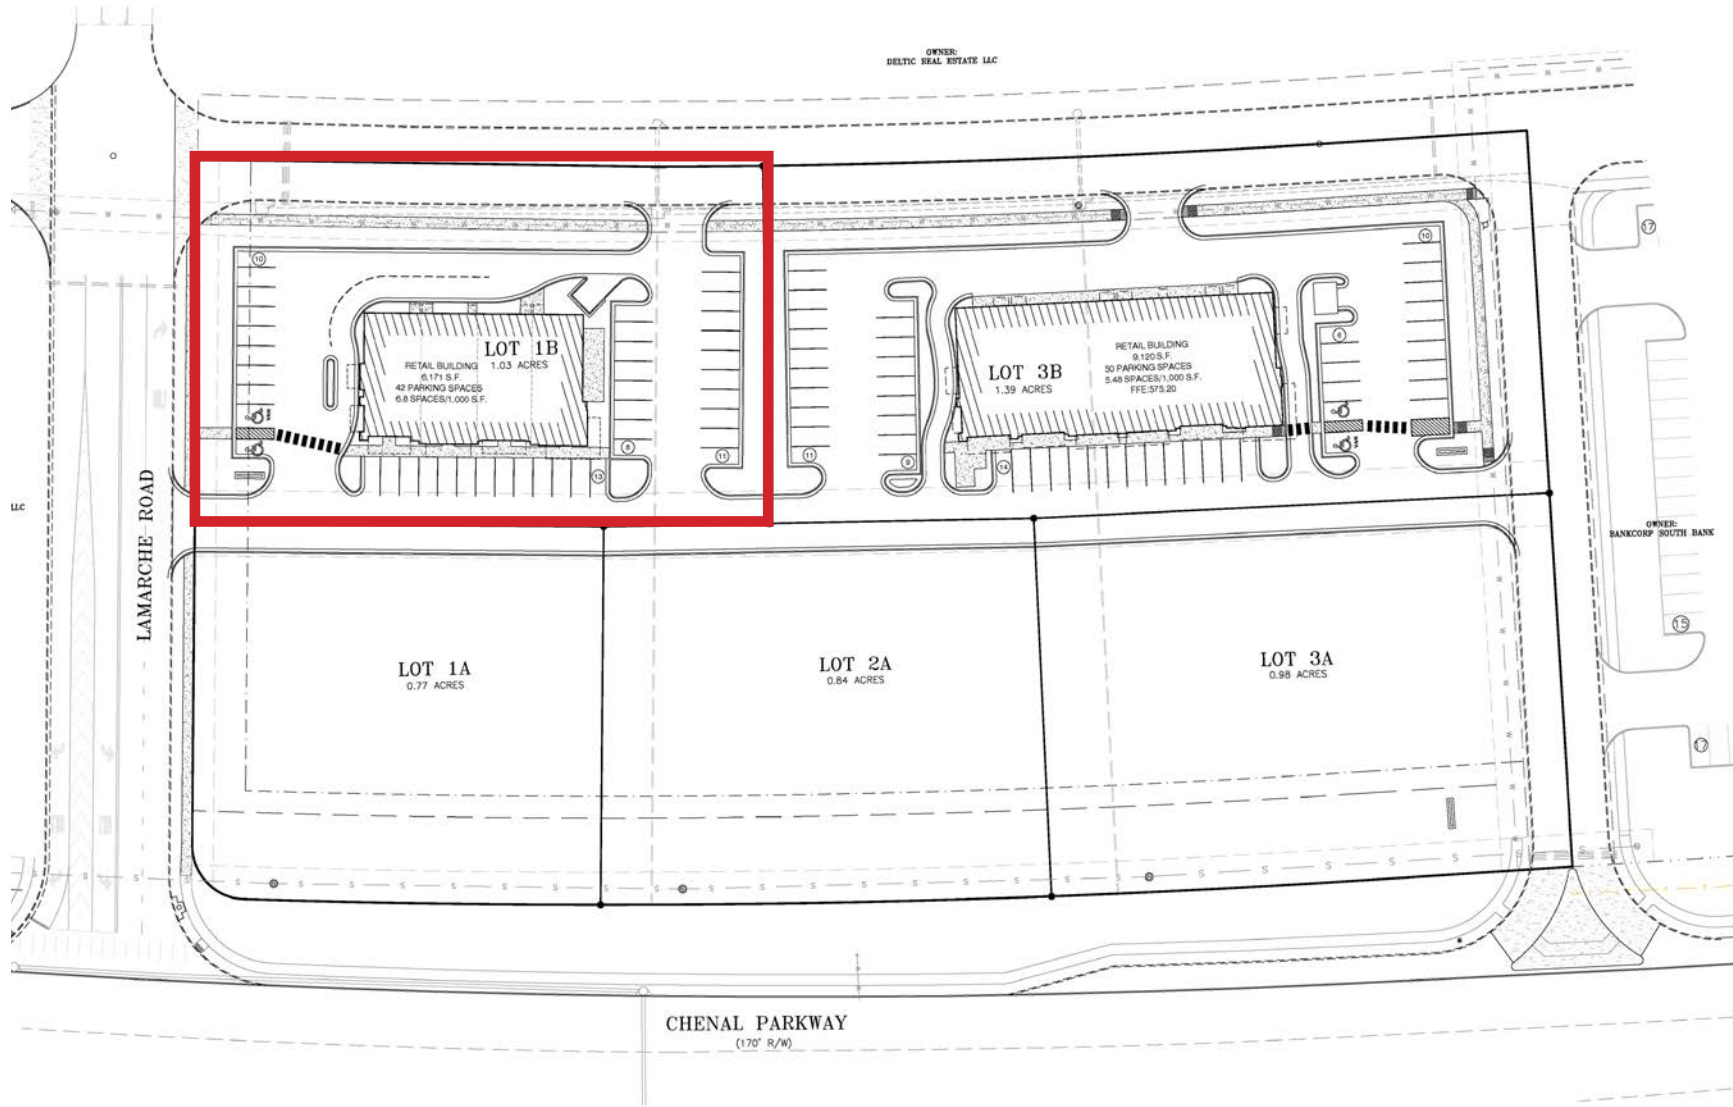 OWNER:
DELTIC REAL ESTATE LLC
17
10
10
LOT 1B
1.03 ACRES
RETAIL BUILDING
6,171 S.F.
42 PARKING SPACES
6.8 SPACES/1,000 S.F.
LOT 3B
1.39 ACRES
RETAIL BUILDING
9,120 S.F.
50 PARKING SPACES
5.48 SPACES/1,000 S.F.
FFE:575.20
6
VAN
VAN
8
11
11
9
14
13
LLC
LAMARCHE ROAD
OWNER:
BANKCORP SOUTH BANK
15
LOT 1A
0.77 ACRES
LOT 2A
0.84 ACRES
LOT 3A
0.98 ACRES
17
CHENAL PARKWAY
(170' R/W)